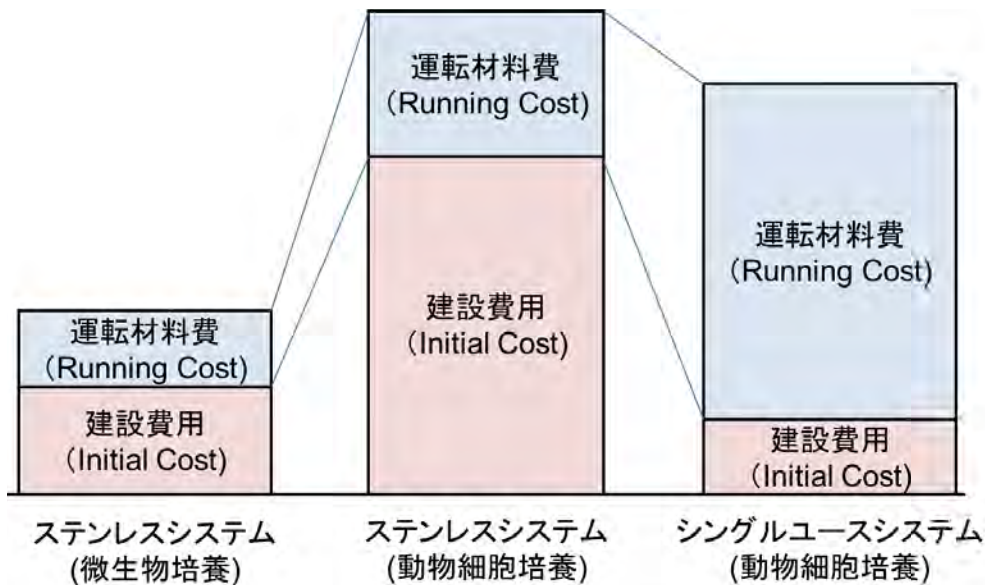 運転材料費
（Running Cost)
建設費用
（Initial Cost)
運転材料費
（Running Cost)
建設費用
（Initial Cost)
運転材料費
（Running Cost)
建設費用
（Initial Cost)
ステンレスシステム
(微生物培養)
ステンレスシステム
(動物細胞培養)
シングルユースシステム
(動物細胞培養)